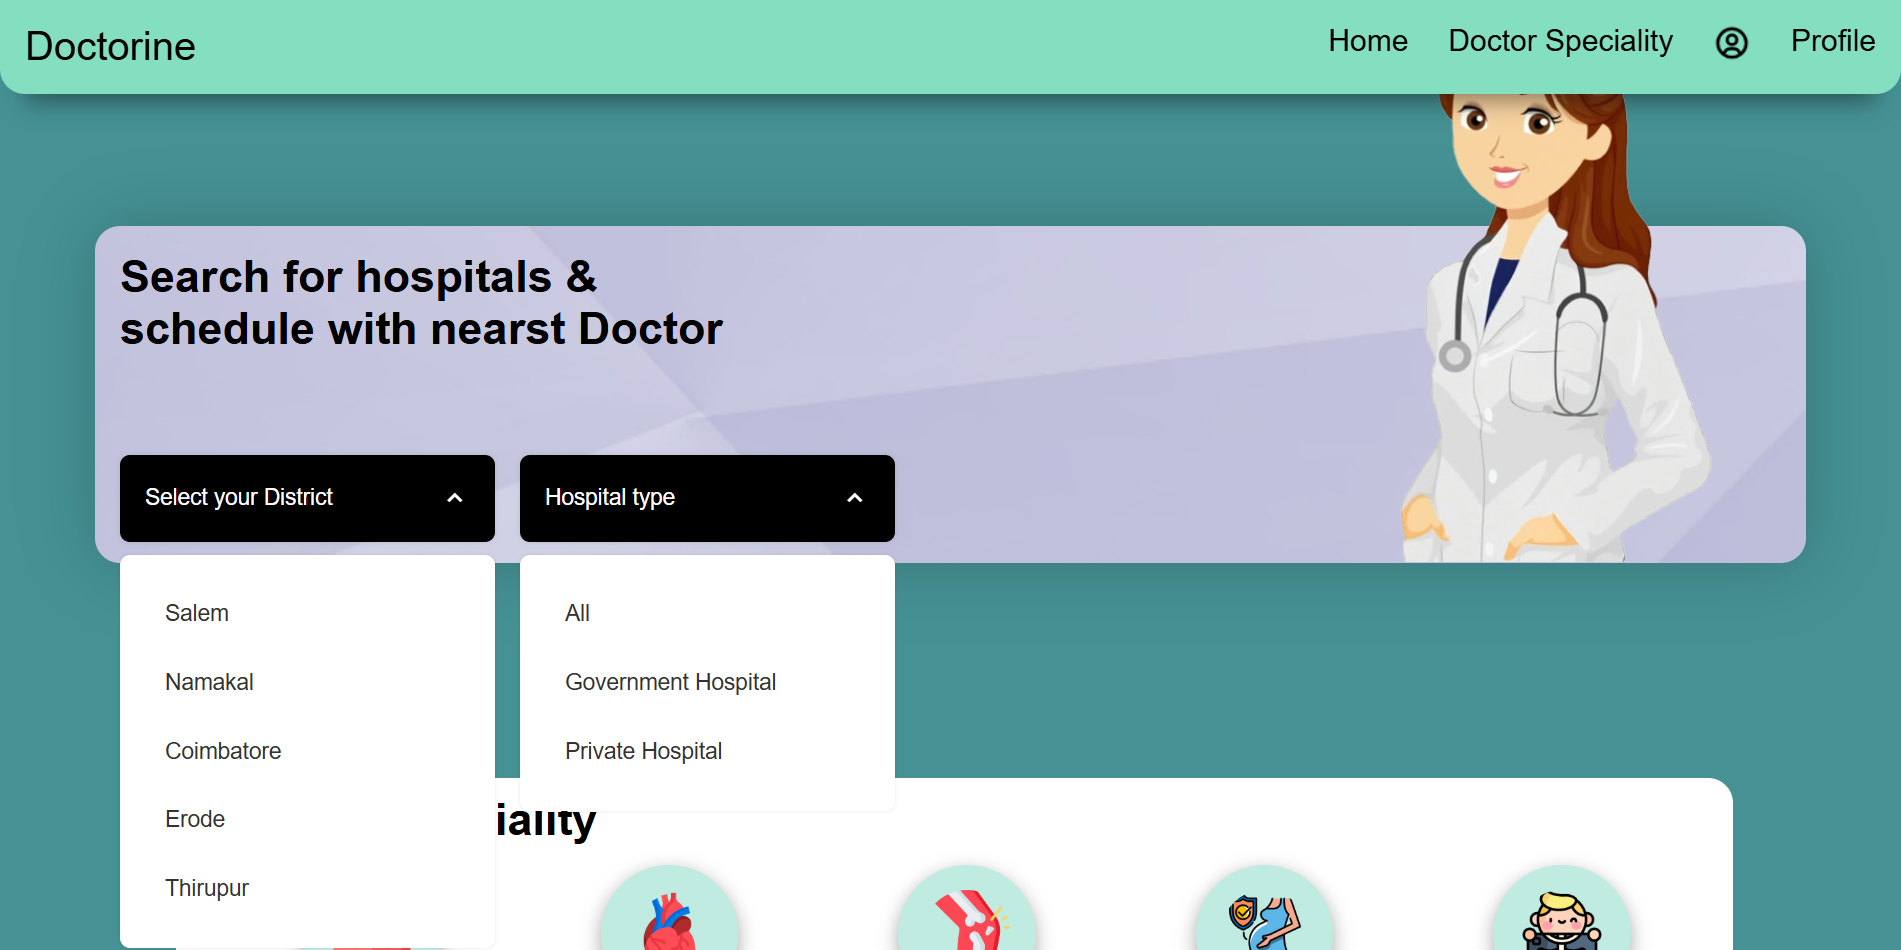 Doctorine
Home
Doctor Speciality
Profile
Search for hospitals &
schedule with nearst Doctor
Select your District
Hospital type
Salem
Namakal
Coimbatore
Erode
Thirupur
All
Government Hospital
Private Hospital